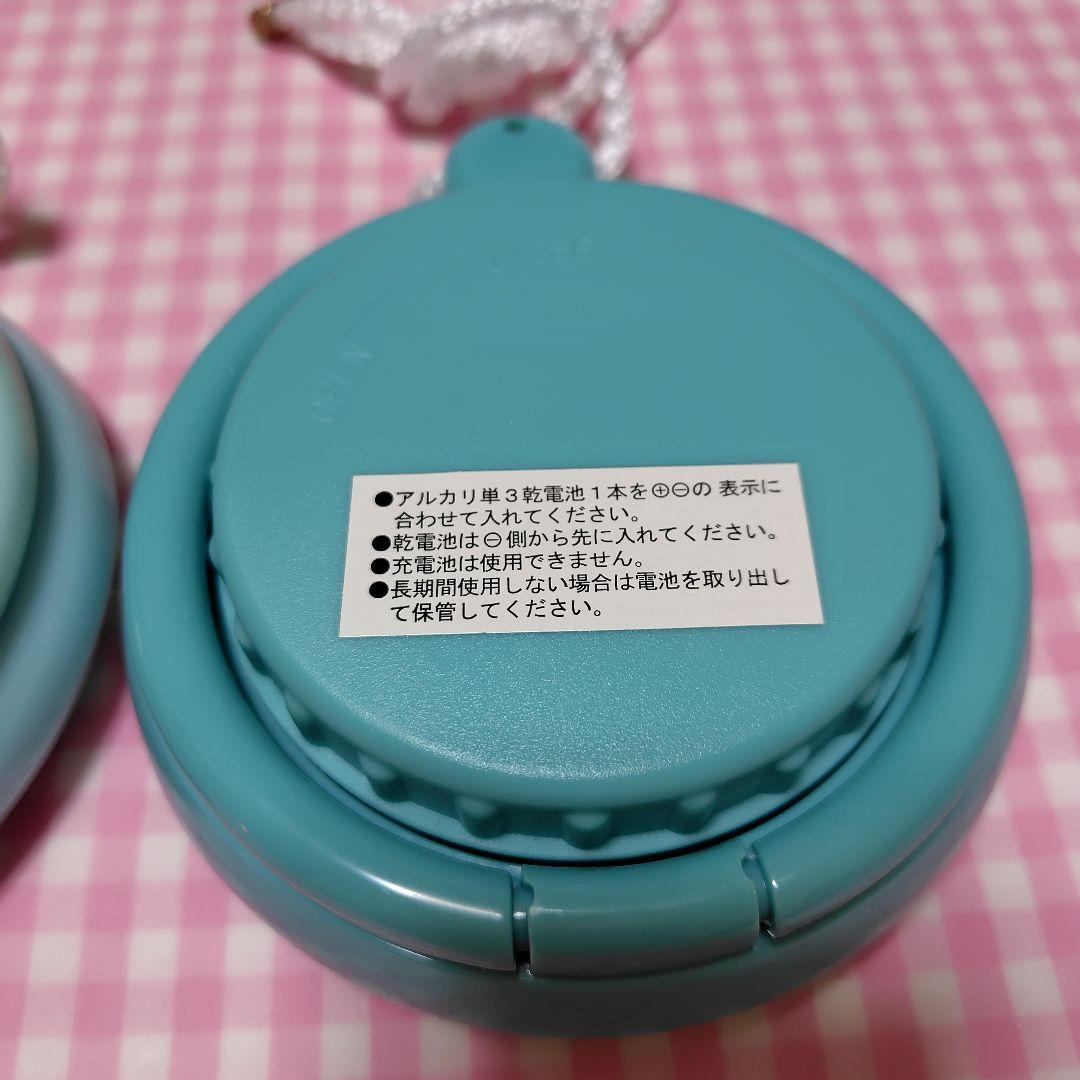 CLOSE
OPEN
●アルカリ単3乾電池1本を⊕⊖の 表示に
合わせて入れてください。
●乾電池は⊖側から先に入れてください。
●充電池は使用できません。
●長期間使用しない場合は電池を取り出し
て保管してください。